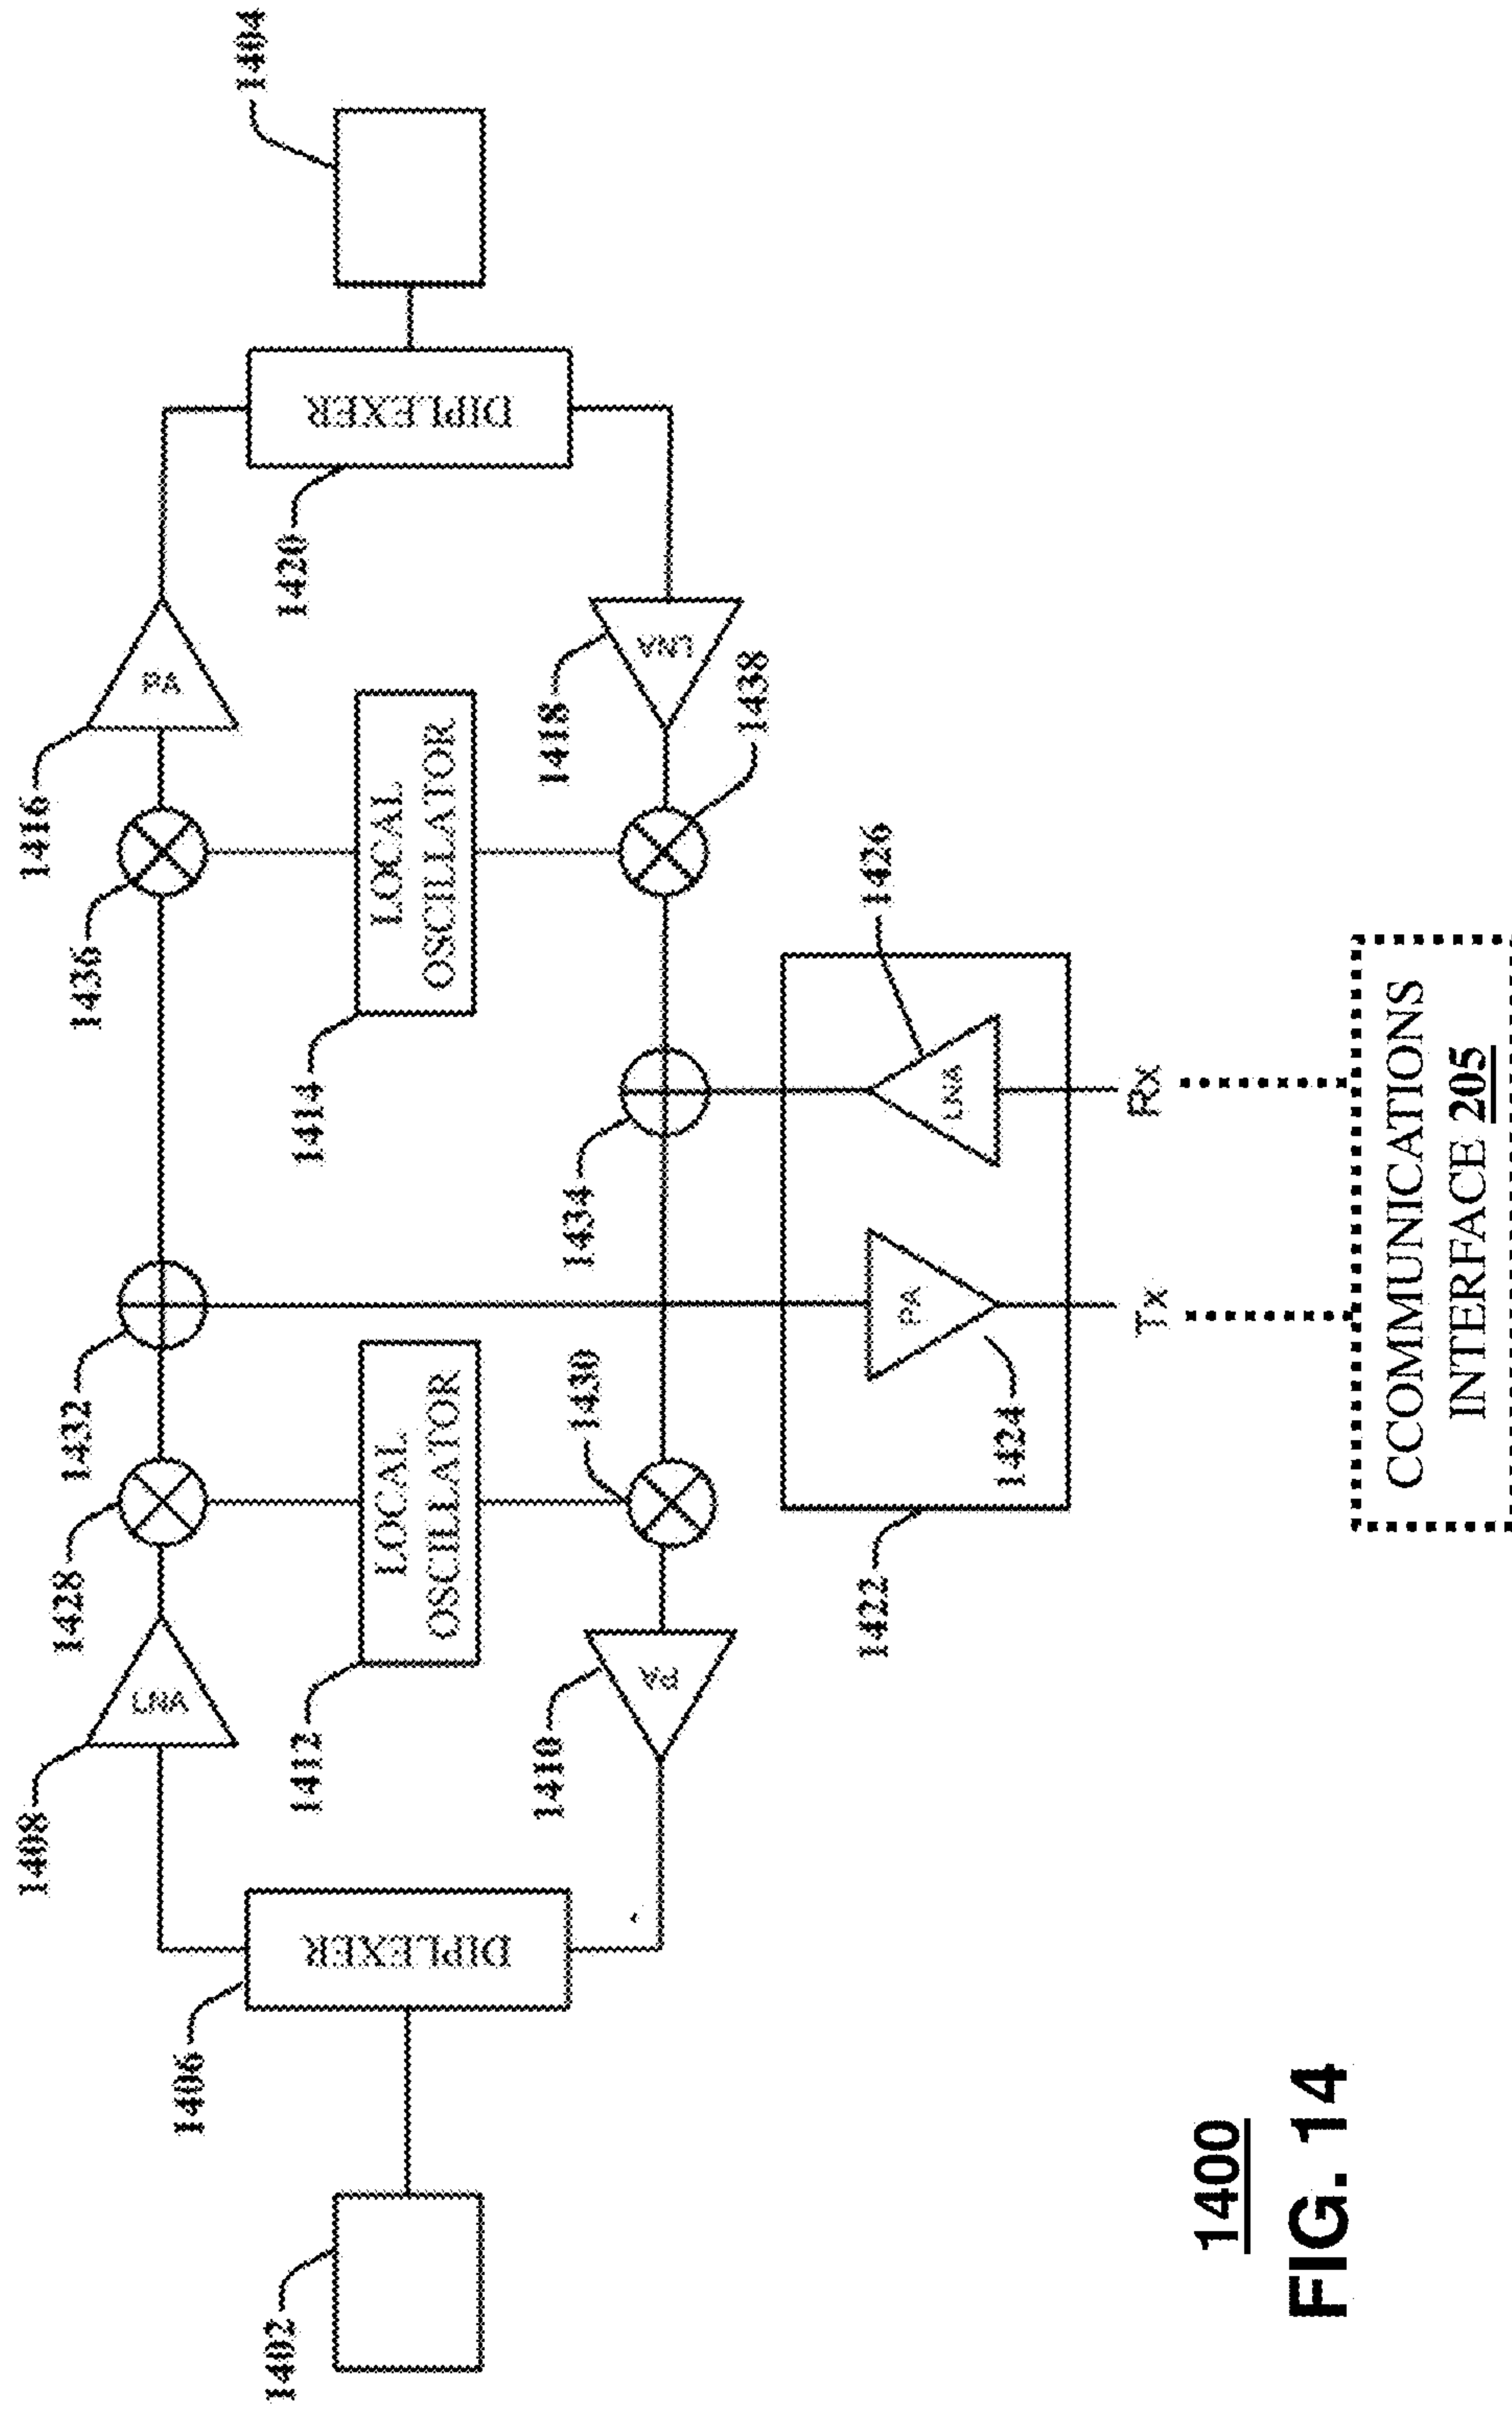 1404
1416
PA
DIPLEXER
1420
1436
LOCAL
OSCILLATOR
1414
1418
LNA
1438
1434
1426
LNA
Rx
1432
1428
LOCAL
OSCILLATOR
1412
1430
PA
1424
Tx
1422
CCOMMUNICATIONS
INTERFACE 205
1408
LNA
1410
PA
1406
DIPLEXER
1402
1400
FIG. 14